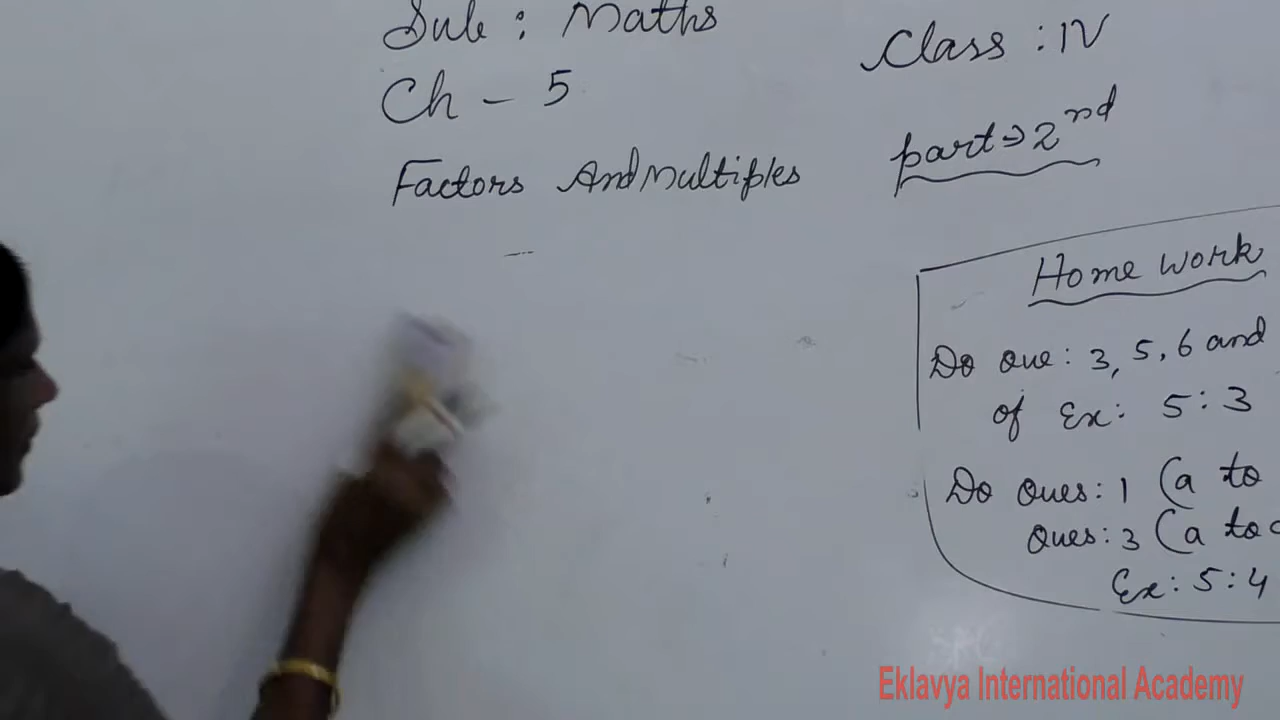 Sub: Maths
Class: IV
Ch - 5
part ⇒ 2nd
Factors And Multiples
Home Work
Do Que: 3, 5, 6 and
of Ex: 5:3
Do Ques: 1 (a to
Ques: 3 (a to
Ex: 5:4
Eklavya International Academy